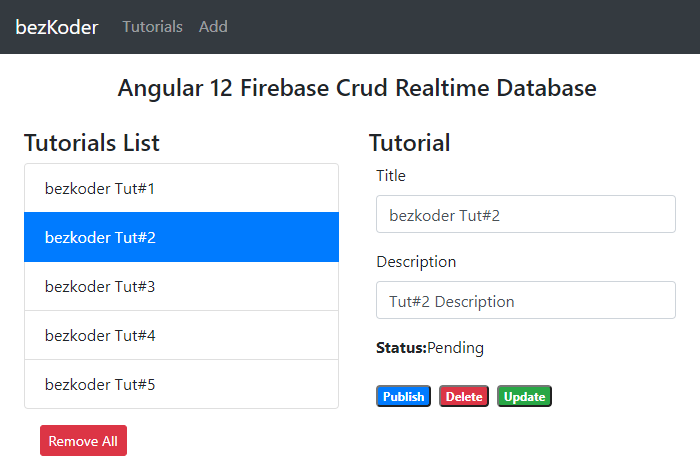 bezKoder Tutorials Add
Angular 12 Firebase Crud Realtime Database
Tutorials List
bezkoder Tut#1
bezkoder Tut#2
bezkoder Tut#3
bezkoder Tut#4
bezkoder Tut#5
Remove All
Tutorial
Title
bezkoder Tut#2
Description
Tut#2 Description
Status:Pending
Publish Delete Update